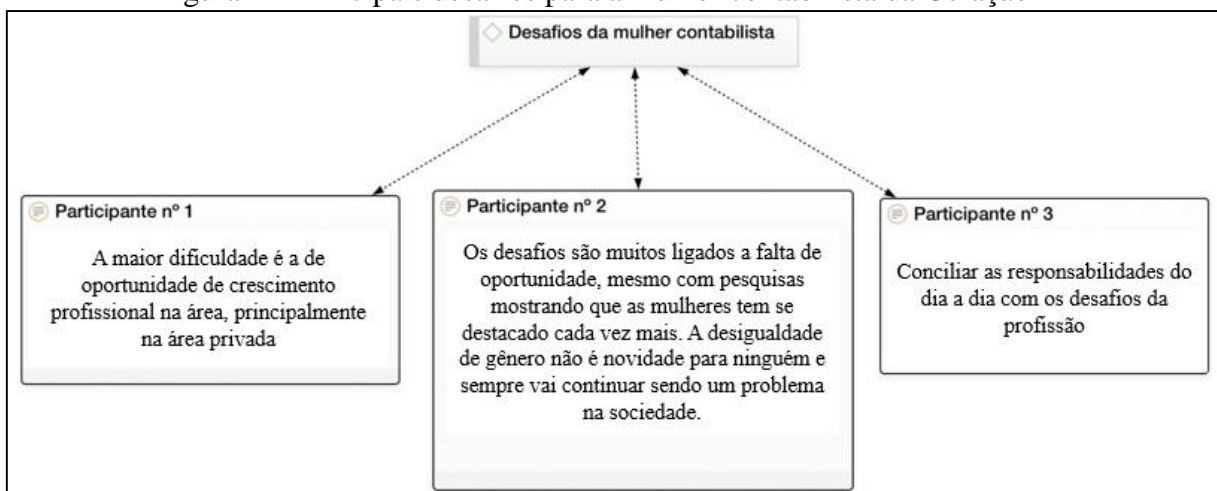 Desafios da mulher contabilista
Participante nº 1
A maior dificuldade é a de
oportunidade de crescimento
profissional na área, principalmente
na área privada
Participante nº 2
Os desafios são muitos ligados a falta de
oportunidade, mesmo com pesquisas
mostrando que as mulheres tem se
destacado cada vez mais. A desigualdade
de gênero não é novidade para ninguém e
sempre vai continuar sendo um problema
na sociedade.
Participante nº 3
Conciliar as responsabilidades do
dia a dia com os desafios da
profissão